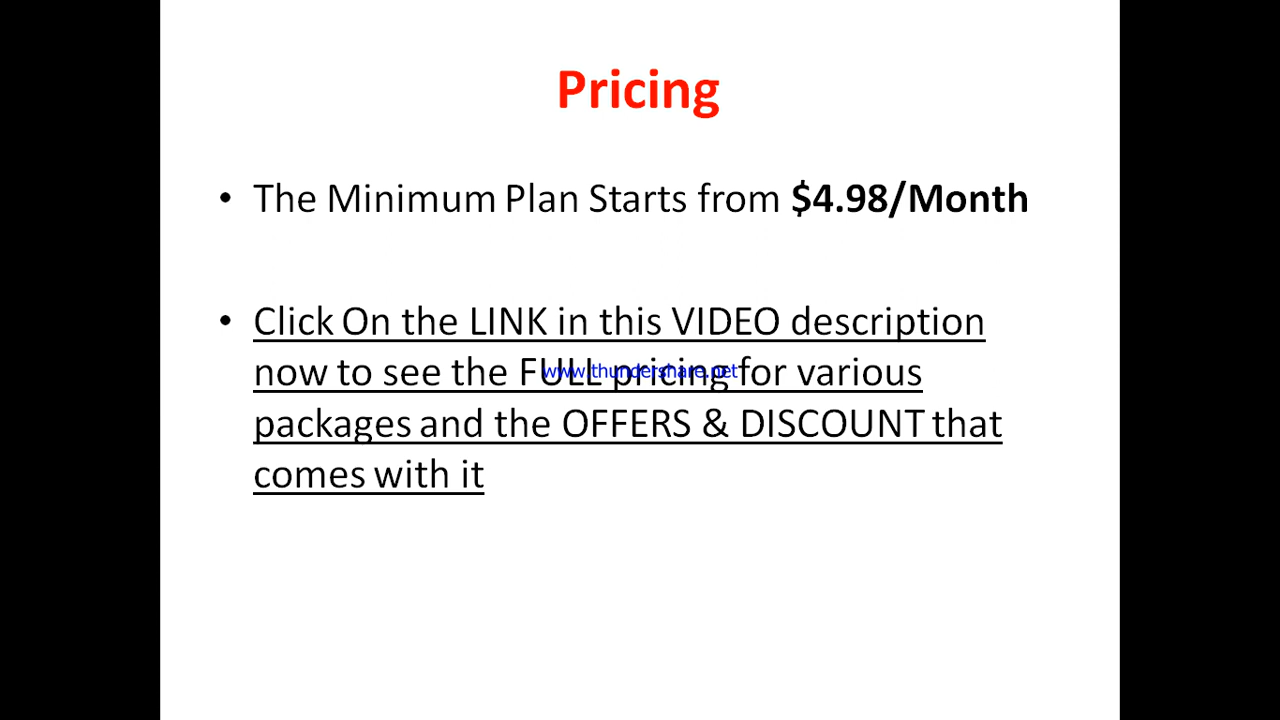 Pricing
• The Minimum Plan Starts from $4.98/Month
• Click On the LINK in this VIDEO description
now to see the FULL pricing for various
www.thundershare.net
packages and the OFFERS & DISCOUNT that
comes with it